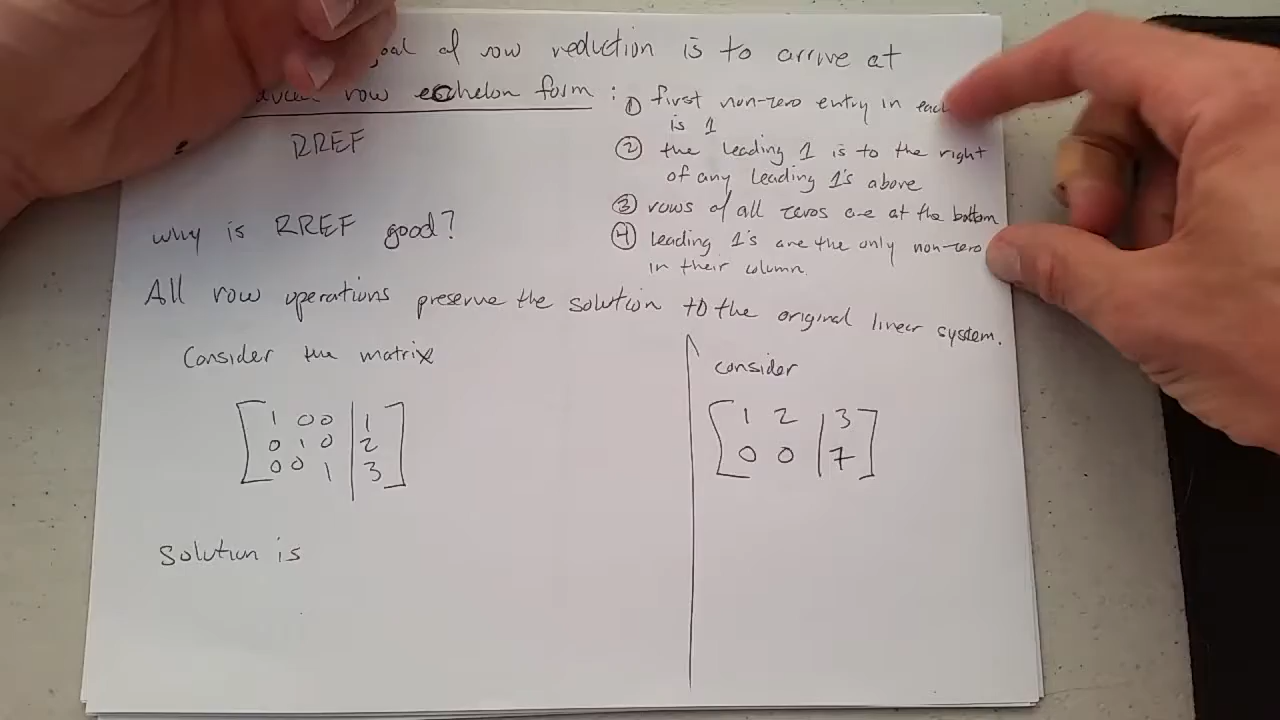 goal of row reduction is to arrive at
row echelon form :
RREF
① first non-zero entry in each
is 1
② the leading 1 is to the right
of any leading 1's above
③ rows of all zeros are at the bottom
④ leading 1's are the only non-zero
in their column.
why is RREF good?
All row operations preserve the solution to the original linear system.
Consider the matrix
1 0 0 | 1
0 1 0 | 2
0 0 1 | 3
Solution is
consider
1 2 | 3
0 0 | 7